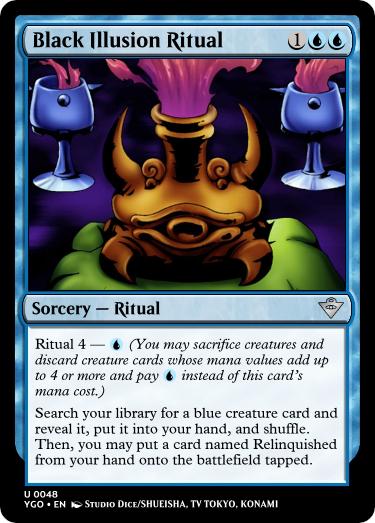 Black Illusion Ritual 1
Sorcery — Ritual
Ritual 4 — (You may sacrifice creatures and
discard creature cards whose mana values add up
to 4 or more and pay instead of this card's
mana cost.)
Search your library for a blue creature card and
reveal it, put it into your hand, and shuffle.
Then, you may put a card named Relinquished
from your hand onto the battlefield tapped.
U 0048
YGO • EN Studio Dice/SHUEISHA, TV TOKYO, KONAMI